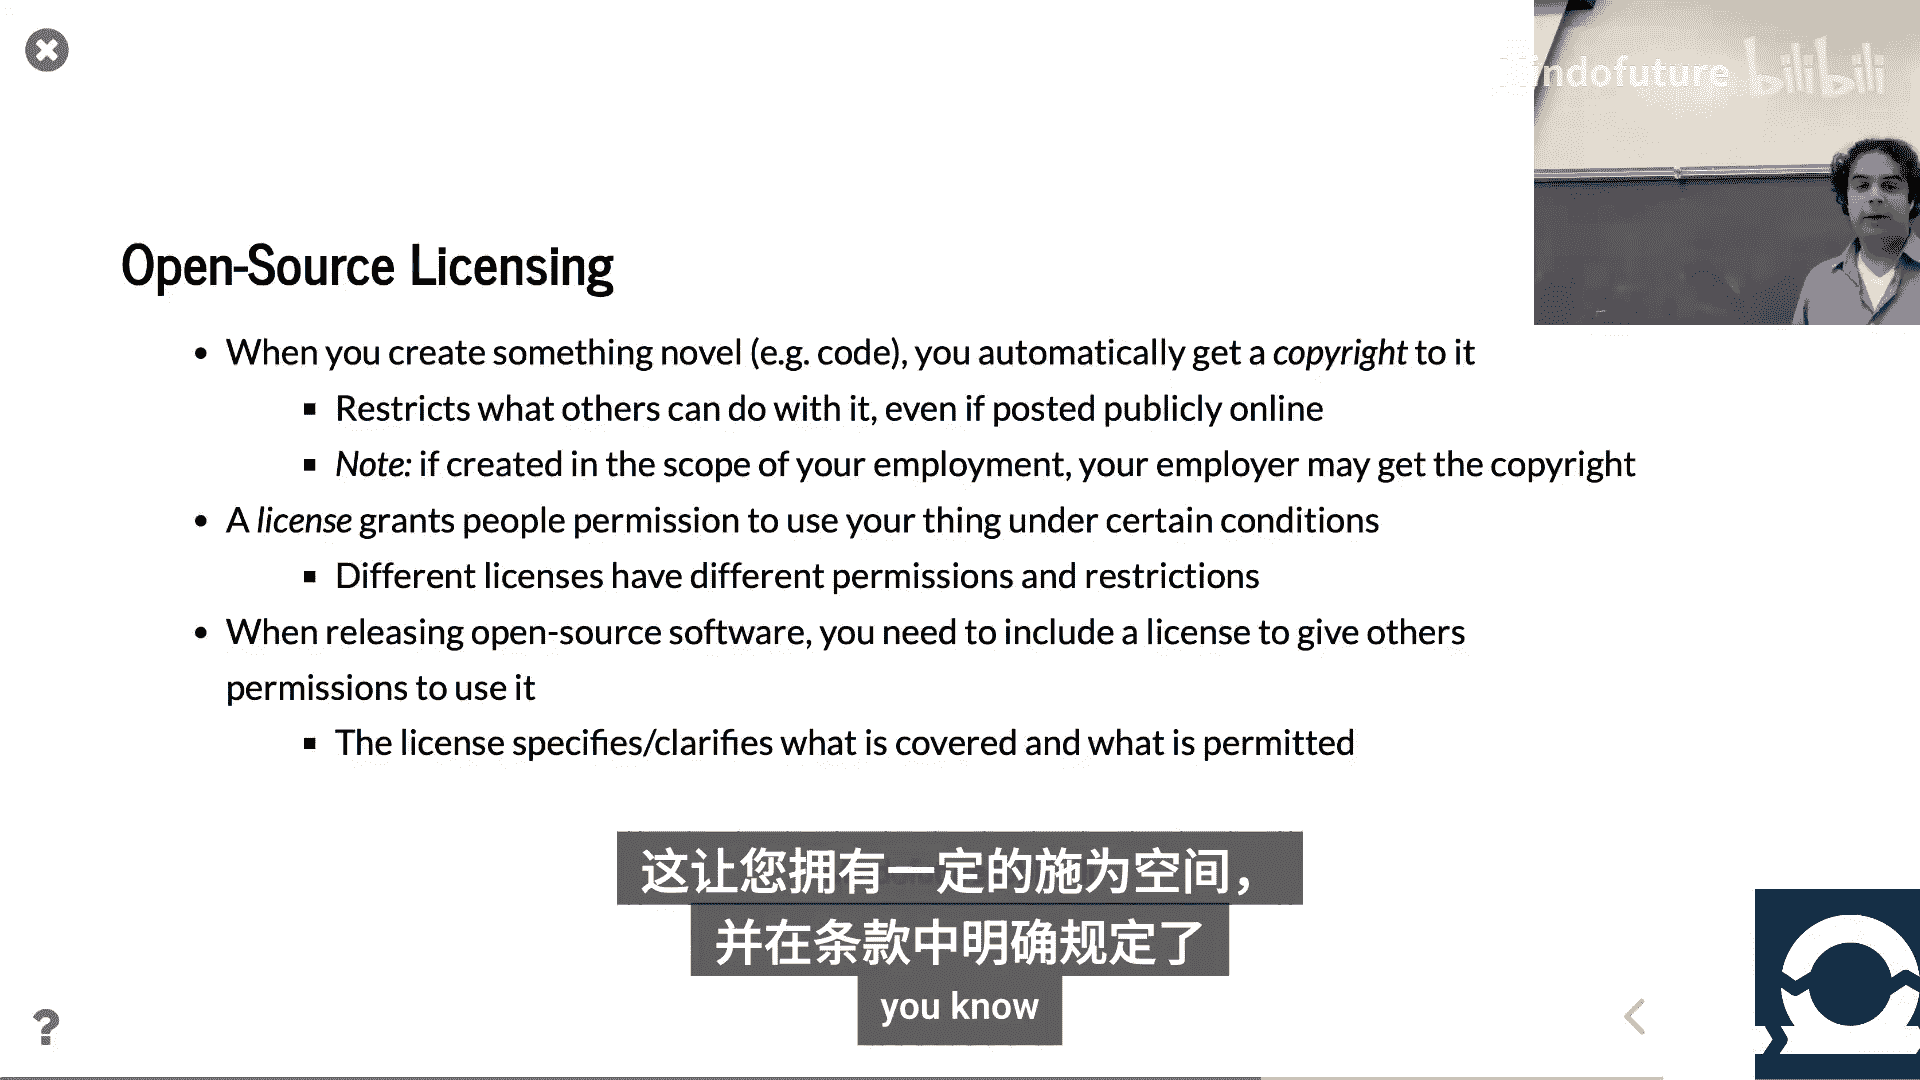 indofuture
bilibili
Open-Source Licensing
• When you create something novel (e.g. code), you automatically get a copyright to it
▪ Restricts what others can do with it, even if posted publicly online
▪ Note: if created in the scope of your employment, your employer may get the copyright
• A license grants people permission to use your thing under certain conditions
▪ Different licenses have different permissions and restrictions
• When releasing open-source software, you need to include a license to give others
permissions to use it
▪ The license specifies/clarifies what is covered and what is permitted
这让您拥有一定的施为空间，
并在条款中明确规定了
you know
?